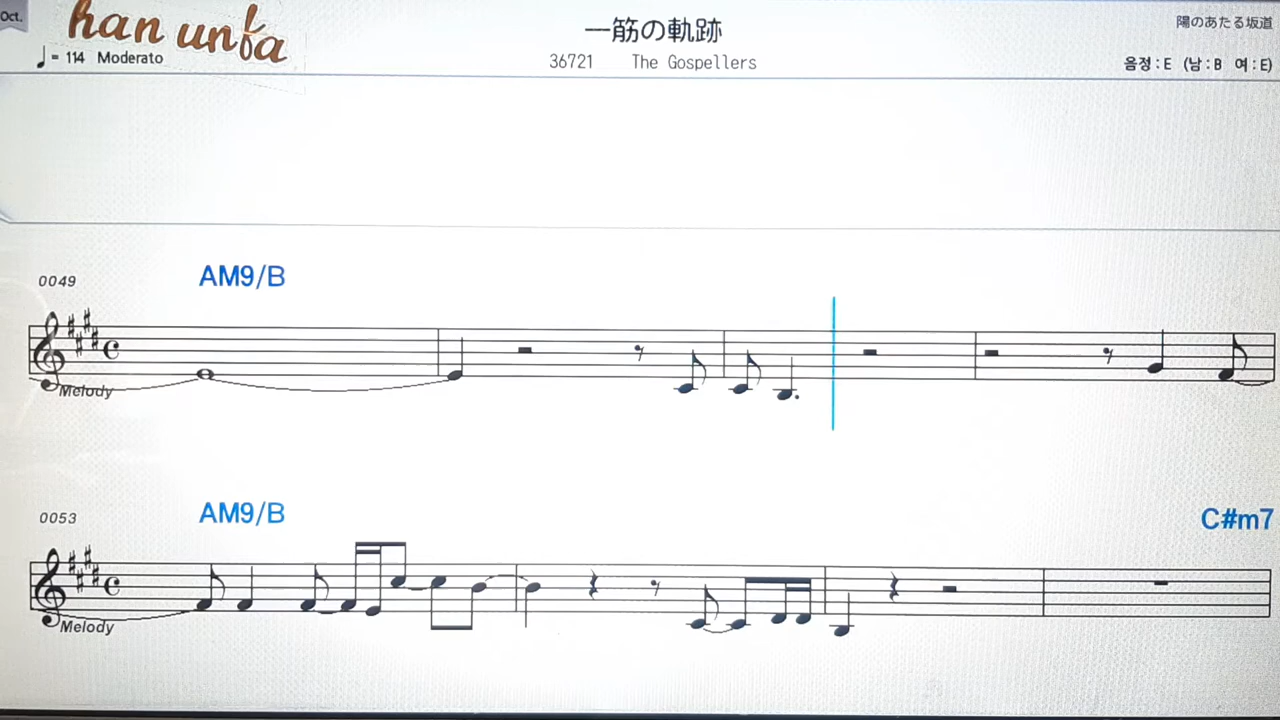 Oct.
han unba
♩= 114 Moderato
一筋の軌跡
36721 The Gospellers
陽のあたる坂道
음정:E (남:B 여:E)
0049 AM9/B
Melody
0053 AM9/B C#m7
Melody